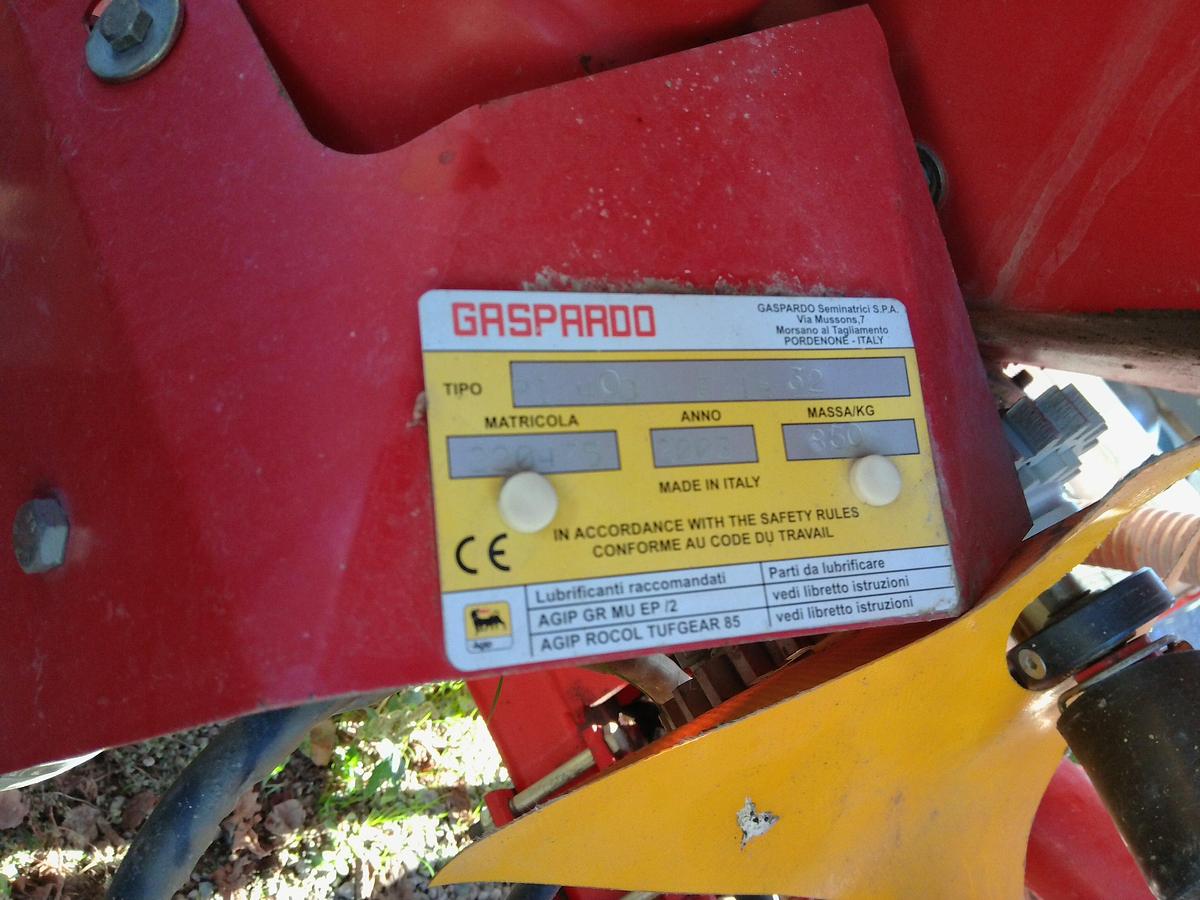 GASPARDO
GASPARDO Seminatrici S.P.A.
Via Mussons,7
Morsano al Tagliamento
PORDENONE - ITALY
TIPO
MATRICOLA
ANNO
MASSA/KG
850
MADE IN ITALY
IN ACCORDANCE WITH THE SAFETY RULES
CONFORME AU CODE DU TRAVAIL
CE
Lubrificanti raccomandati
Parti da lubrificare
AGIP GR MU EP /2
vedi libretto istruzioni
AGIP ROCOL TUFGEAR 85
vedi libretto istruzioni
Agip